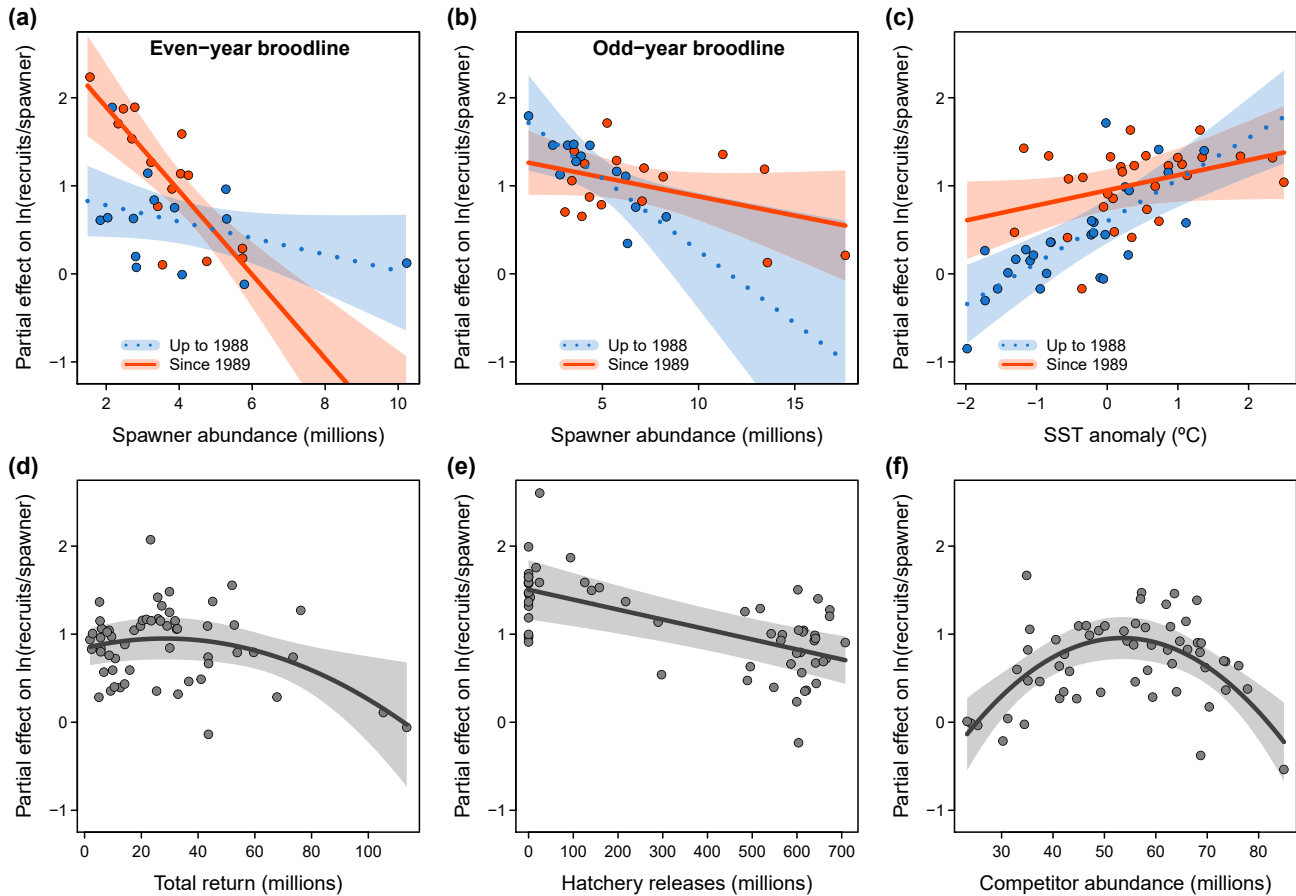 (a)
Even−year broodline
Partial effect on ln(recruits/spawner)
2
1
0
−1
Up to 1988
Since 1989
2 4 6 8 10
Spawner abundance (millions)
(b)
Odd−year broodline
Partial effect on ln(recruits/spawner)
2
1
0
−1
Up to 1988
Since 1989
5 10 15
Spawner abundance (millions)
(c)
Partial effect on ln(recruits/spawner)
2
1
0
−1
Up to 1988
Since 1989
−2 −1 0 1 2
SST anomaly (ºC)
(d)
Partial effect on ln(recruits/spawner)
2
1
0
−1
0 20 40 60 80 100
Total return (millions)
(e)
Partial effect on ln(recruits/spawner)
2
1
0
−1
0 100 200 300 400 500 600 700
Hatchery releases (millions)
(f)
Partial effect on ln(recruits/spawner)
2
1
0
−1
30 40 50 60 70 80
Competitor abundance (millions)